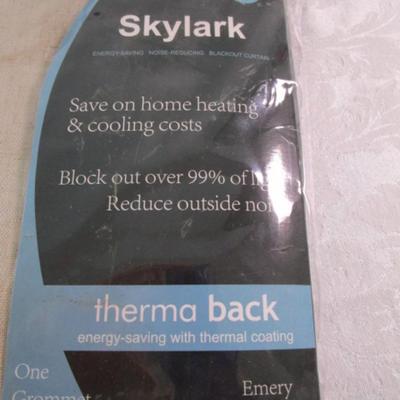 Skylark
ENERGY-SAVING NOISE-REDUCING BLACKOUT CURTAIN
Save on home heating
& cooling costs
Block out over 99% of
Reduce outside
therma back
energy-saving with thermal coating
One
Grommet
Emery